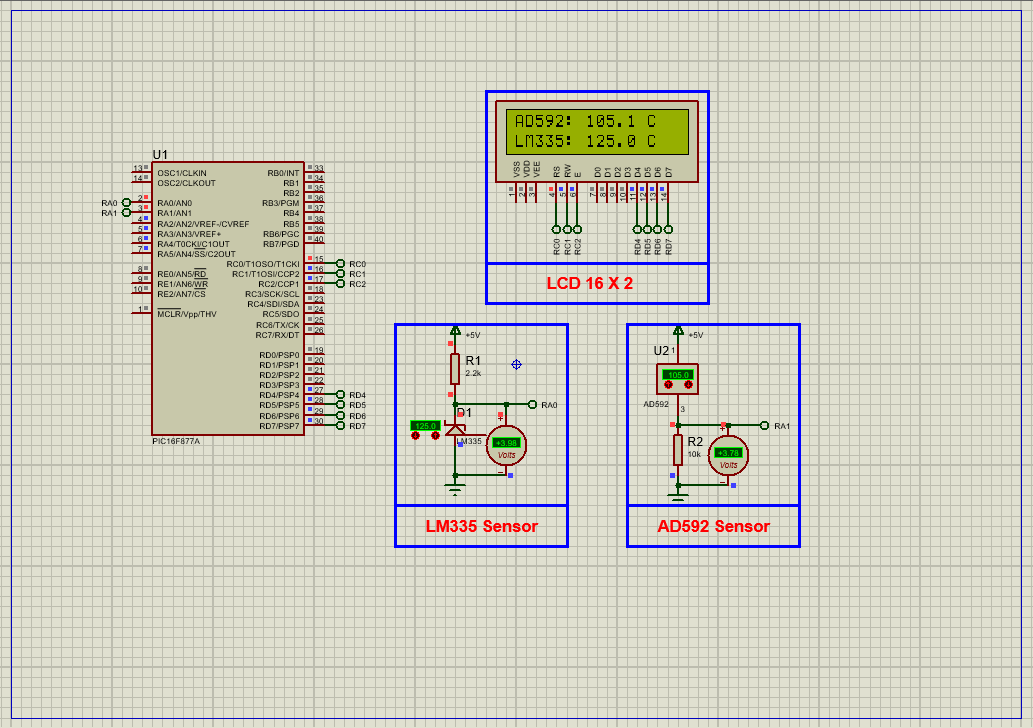 AD592: 105.1 C
LM335: 125.0 C
VSS
VDD
VEE
RS
RW
E
D0
D1
D2
D3
D4
D5
D6
D7
1
2
3
4
5
6
7
8
9
10
11
12
13
14
RC0
RC1
RC2
RD4
RD5
RD6
RD7
LCD 16 X 2
U1
13 OSC1/CLKIN RB0/INT 33
14 OSC2/CLKOUT RB1 34
RB2 35
RA0 2 RA0/AN0 RB3/PGM 36
RA1 3 RA1/AN1 RB4 37
4 RA2/AN2/VREF-/CVREF RB5 38
5 RA3/AN3/VREF+ RB6/PGC 39
6 RA4/T0CKI/C1OUT RB7/PGD 40
7 RA5/AN4/SS/C2OUT
RC0/T1OSO/T1CKI 15 RC0
8 RE0/AN5/RD RC1/T1OSI/CCP2 16 RC1
9 RE1/AN6/WR RC2/CCP1 17 RC2
10 RE2/AN7/CS RC3/SCK/SCL 18
RC4/SDI/SDA 23
1 MCLR/Vpp/THV RC5/SDO 24
RC6/TX/CK 25
RC7/RX/DT 26
RD0/PSP0 19
RD1/PSP1 20
RD2/PSP2 21
RD3/PSP3 22
RD4/PSP4 27 RD4
RD5/PSP5 28 RD5
RD6/PSP6 29 RD6
RD7/PSP7 30 RD7
PIC16F877A
+5V
R1
2.2k
RA0
D1
125.0
LM335
+3.98
Volts
LM335 Sensor
+5V
U2 1
105.0
AD592
3
RA1
R2
10k
+3.78
Volts
AD592 Sensor